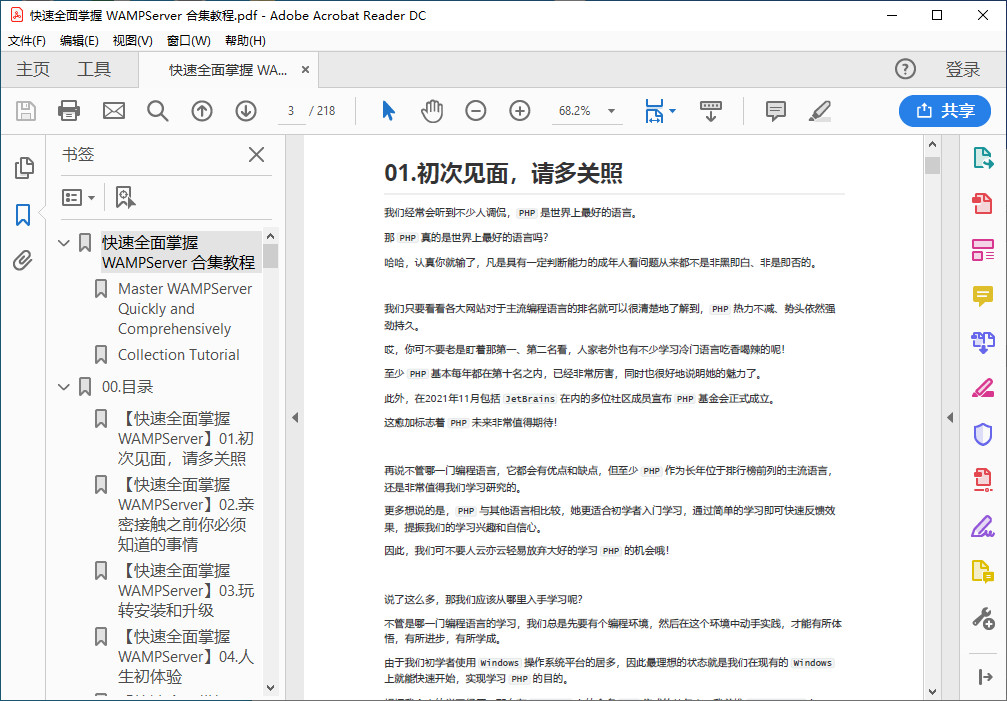 快速全面掌握 WAMPServer 合集教程.pdf - Adobe Acrobat Reader DC
文件(F) 编辑(E) 视图(V) 窗口(W) 帮助(H)
主页 工具 快速全面掌握 WA... × 登录
3 / 218 68.2% 共享
书签
快速全面掌握
WAMPServer 合集教程
Master WAMPServer
Quickly and
Comprehensively
Collection Tutorial
00.目录
【快速全面掌握
WAMPServer】01.初
次见面，请多关照
【快速全面掌握
WAMPServer】02.亲
密接触之前你必须
知道的事情
【快速全面掌握
WAMPServer】03.玩
转安装和升级
【快速全面掌握
WAMPServer】04.人
生初体验
01.初次见面，请多关照
我们经常会听到不少人调侃，PHP 是世界上最好的语言。
那 PHP 真的是世界上最好的语言吗？
哈哈，认真你就输了，凡是具有一定判断能力的成年人看问题从来都不是非黑即白、非是即否的。
我们只要看看各大网站对于主流编程语言的排名就可以很清楚地了解到，PHP 热力不减、势头依然强
劲持久。
哎，你可不要老是盯着那第一、第二名看，人家老外也有不少学习冷门语言吃香喝辣的呢！
至少 PHP 基本每年都在第十名之内，已经非常厉害，同时也很好地说明她的魅力了。
此外，在2021年11月包括 JetBrains 在内的多位社区成员宣布 PHP 基金会正式成立。
这愈加标志着 PHP 未来非常值得期待！
再说不管哪一门编程语言，它都会有优点和缺点，但至少 PHP 作为长年位于排行榜前列的主流语言，
还是非常值得我们学习研究的。
更多想说的是，PHP 与其他语言相比较，她更适合初学者入门学习，通过简单的学习即可快速反馈效
果，提振我们的学习兴趣和自信心。
因此，我们可不要人云亦云轻易放弃大好的学习 PHP 的机会哦！
说了这么多，那我们应该从哪里入手学习呢？
不管是哪一门编程语言的学习，我们总是先要有个编程环境，然后在这个环境中动手实践，才能有所体
悟，有所进步，有所学成。
由于我们初学者使用 Windows 操作系统平台的居多，因此最理想的状态就是我们在现有的 Windows
上就能快速开始，实现学习 PHP 的目的。